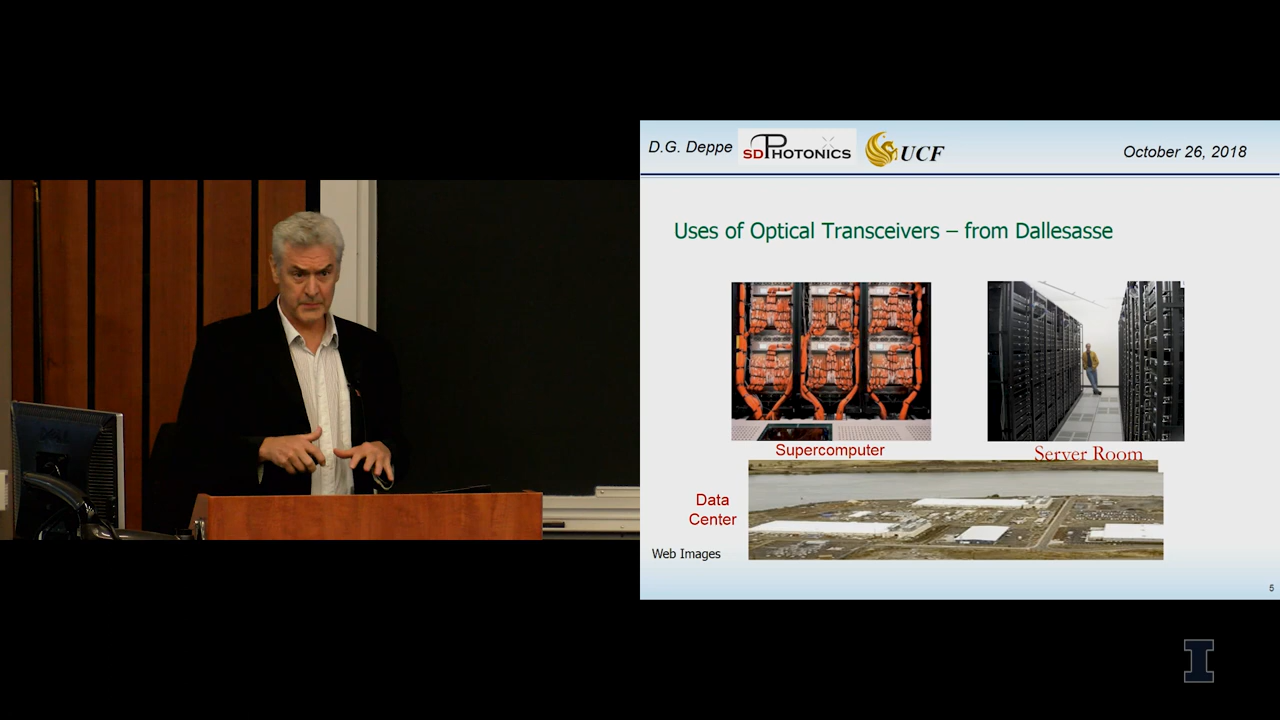 D.G. Deppe
SDPHOTONICS
UCF
October 26, 2018
Uses of Optical Transceivers – from Dallesasse
Supercomputer
Server Room
Data
Center
Web Images
5
I
DELL